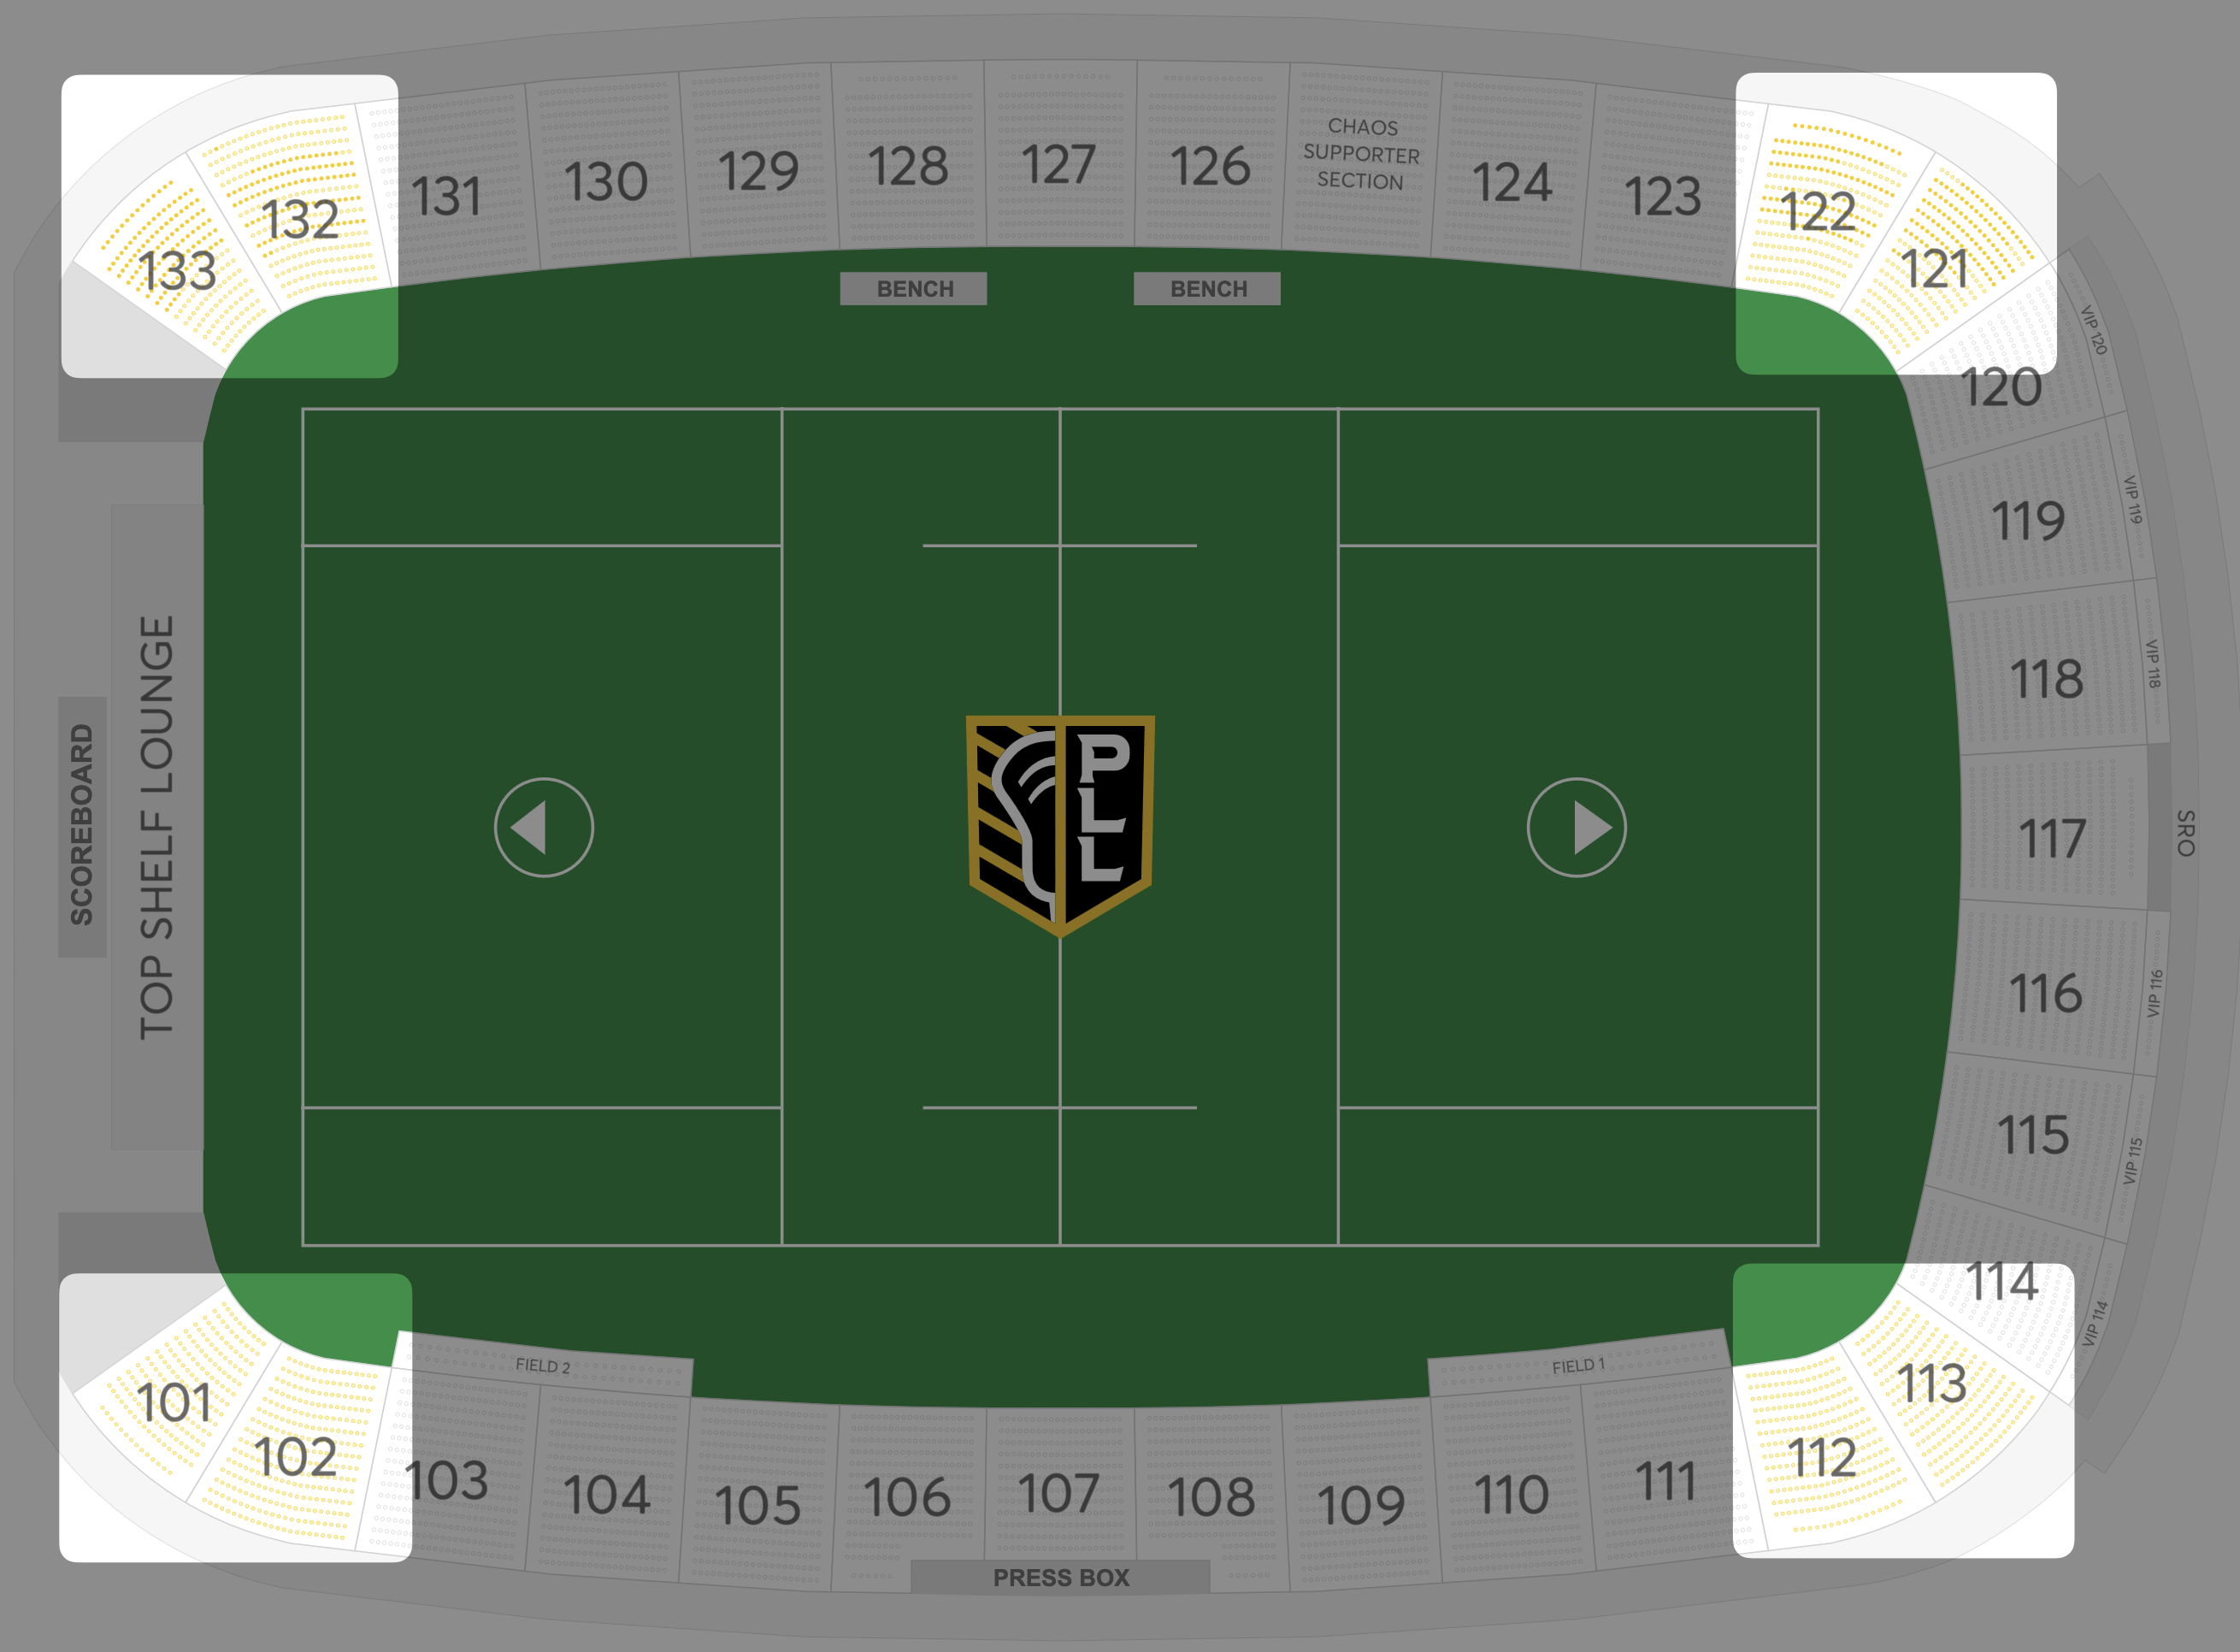 133
132
131
130
129
128
127
126
CHAOS
SUPPORTER
SECTION
124
123
122
121
VIP 120
120
BENCH
BENCH
VIP 119
119
VIP 118
118
117
SRO
116
VIP 116
115
VIP 115
114
VIP 114
SCOREBOARD
TOP SHELF LOUNGE
PLL
FIELD 2
FIELD 1
101
102
103
104
105
106
107
108
109
110
111
112
113
PRESS BOX